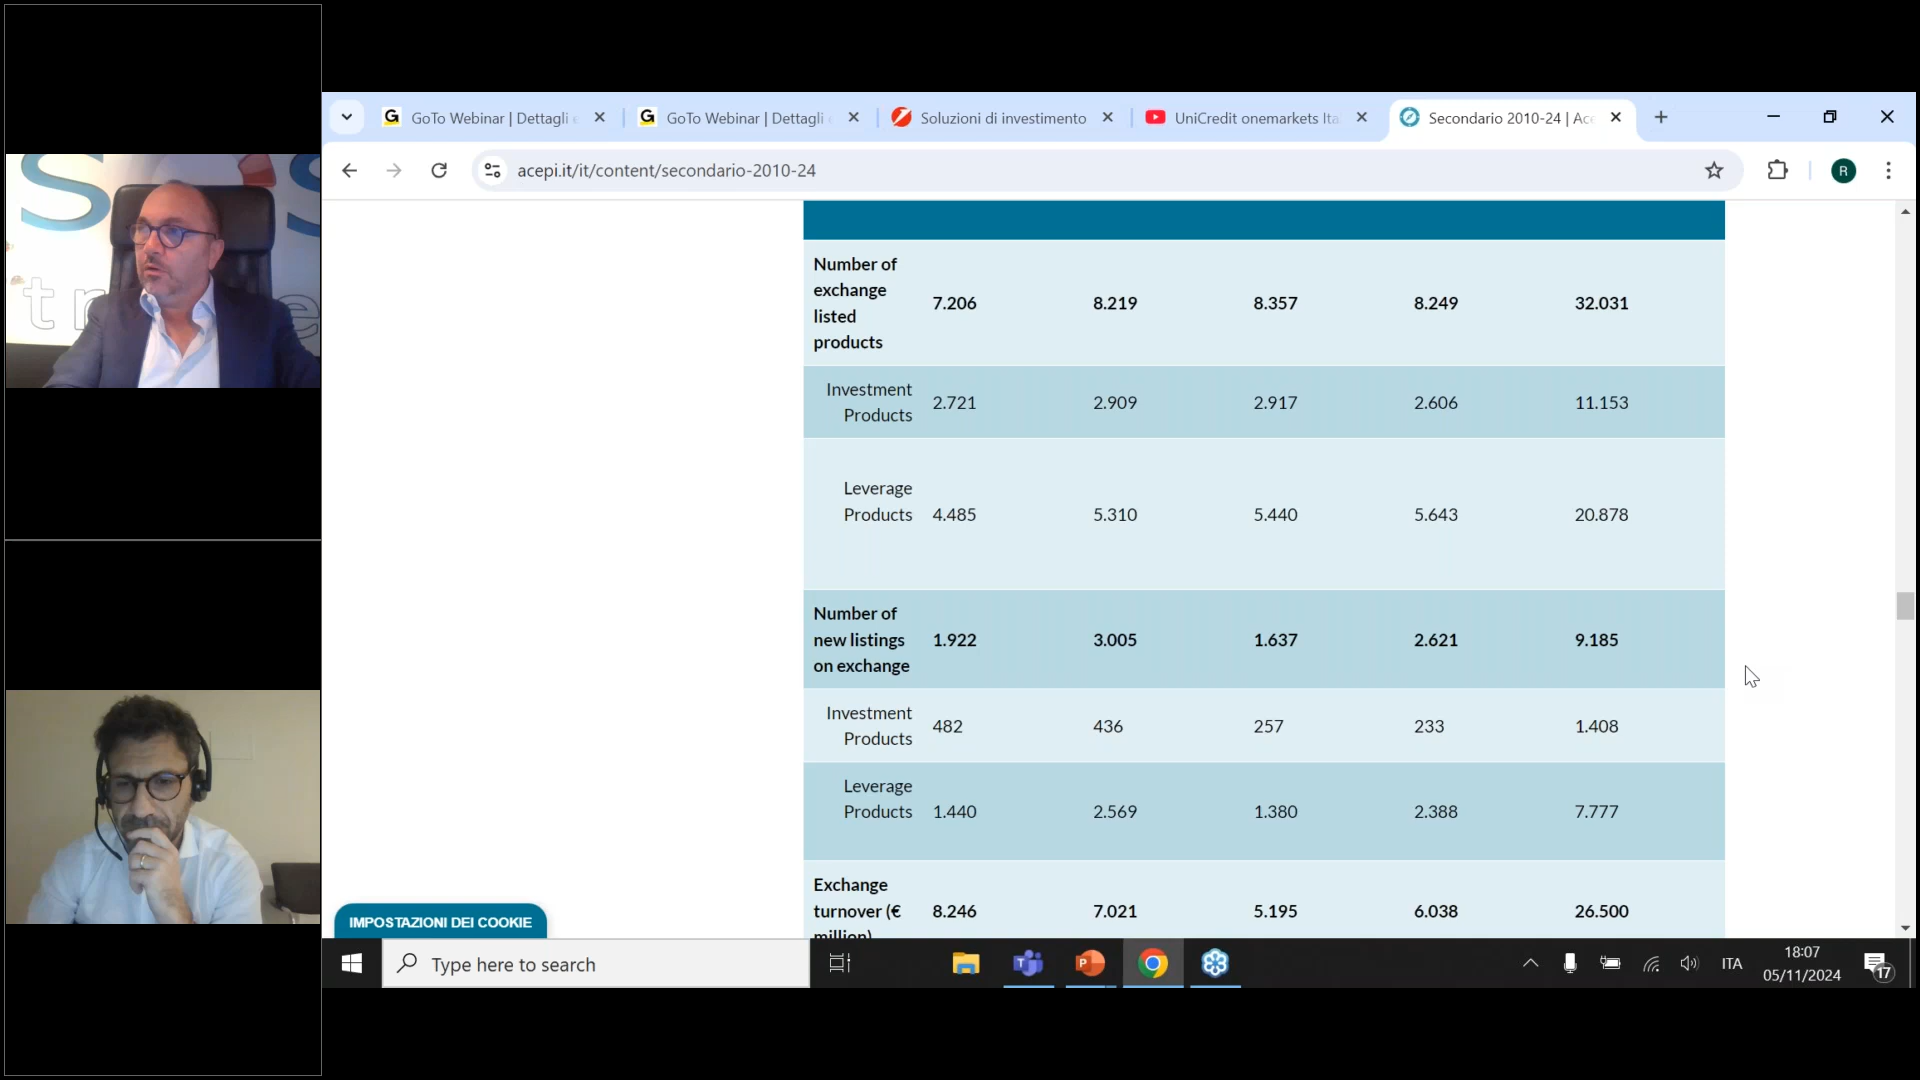 GoTo Webinar | Dettagli
GoTo Webinar | Dettagli
Soluzioni di investimento
UniCredit onemarkets Ita
Secondario 2010-24 | Ace
acepi.it/it/content/secondario-2010-24
R
Number of
exchange
listed
products
7.206 8.219 8.357 8.249 32.031
Investment
Products
2.721 2.909 2.917 2.606 11.153
Leverage
Products
4.485 5.310 5.440 5.643 20.878
Number of
new listings
on exchange
1.922 3.005 1.637 2.621 9.185
Investment
Products
482 436 257 233 1.408
Leverage
Products
1.440 2.569 1.380 2.388 7.777
Exchange
turnover (€
million)
8.246 7.021 5.195 6.038 26.500
IMPOSTAZIONI DEI COOKIE
Type here to search
ITA
18:07
05/11/2024
17